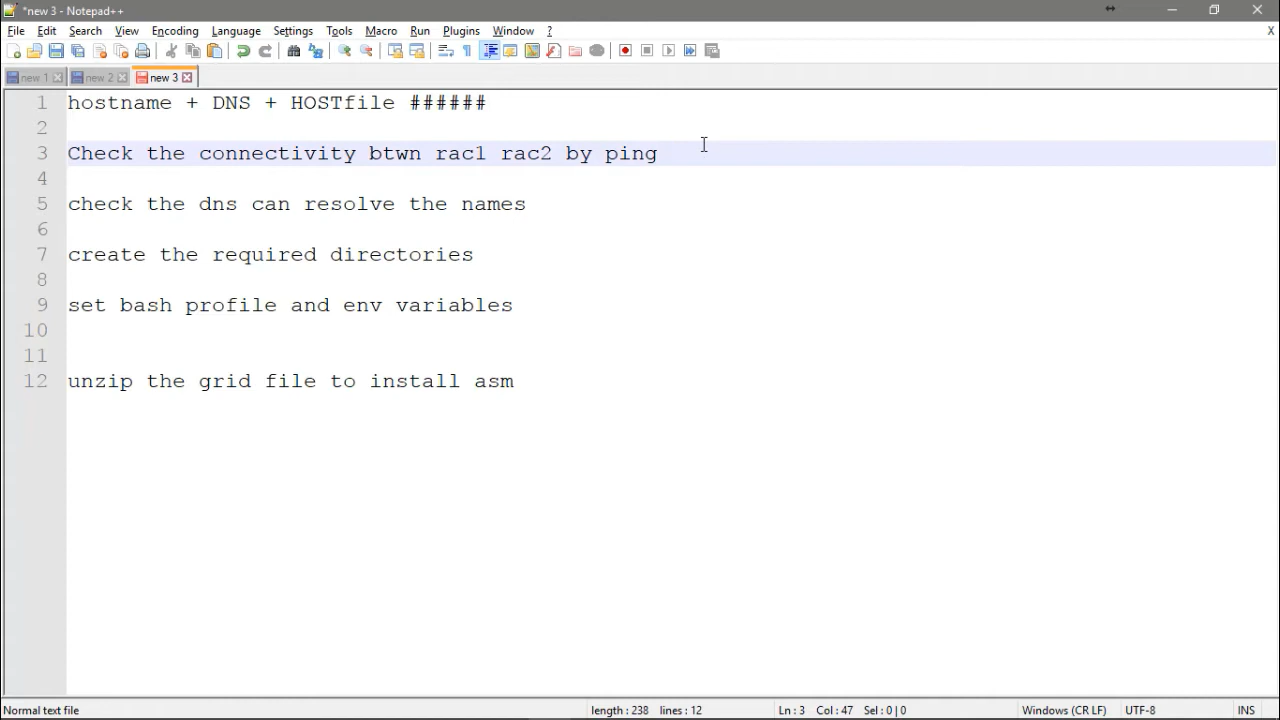 *new 3 - Notepad++
File Edit Search View Encoding Language Settings Tools Macro Run Plugins Window ? X
new 1 new 2 new 3
1 hostname + DNS + HOSTfile ######
2
3 Check the connectivity btwn rac1 rac2 by ping
4
5 check the dns can resolve the names
6
7 create the required directories
8
9 set bash profile and env variables
10
11
12 unzip the grid file to install asm
Normal text file length : 238 lines : 12 Ln : 3 Col : 47 Sel : 0 | 0 Windows (CR LF) UTF-8 INS